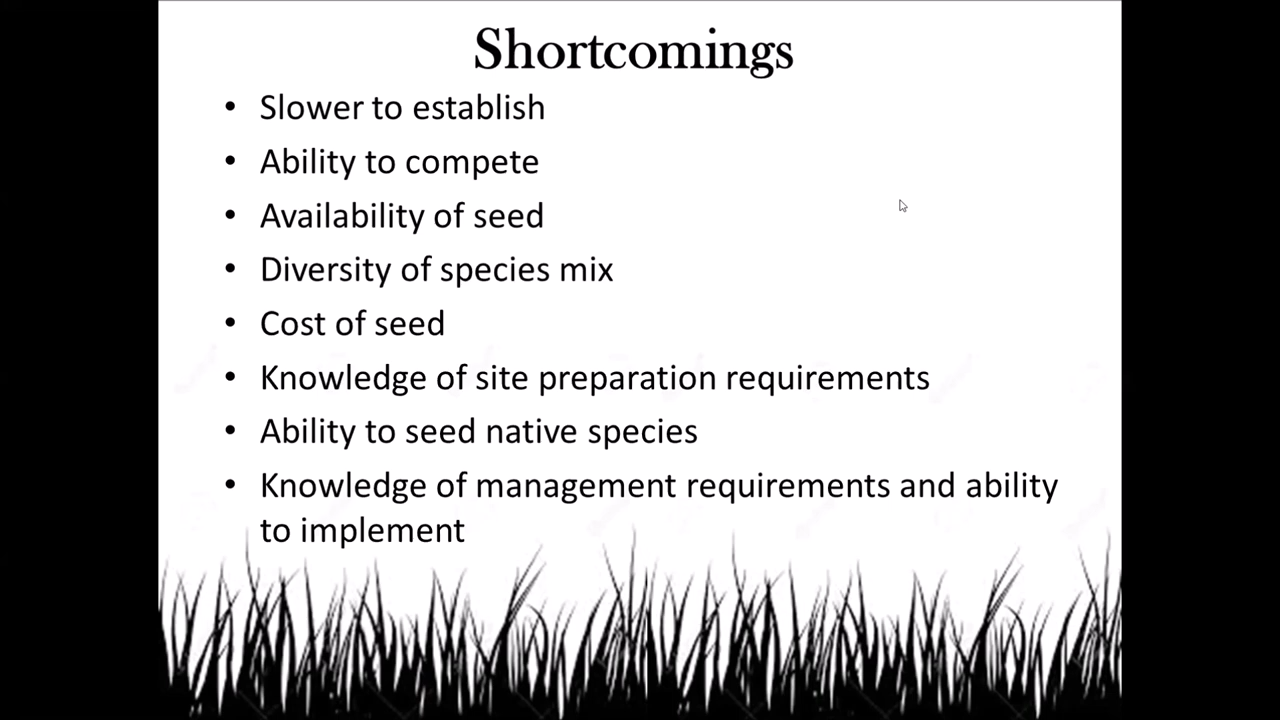 Shortcomings
• Slower to establish
• Ability to compete
• Availability of seed
• Diversity of species mix
• Cost of seed
• Knowledge of site preparation requirements
• Ability to seed native species
• Knowledge of management requirements and ability
to implement